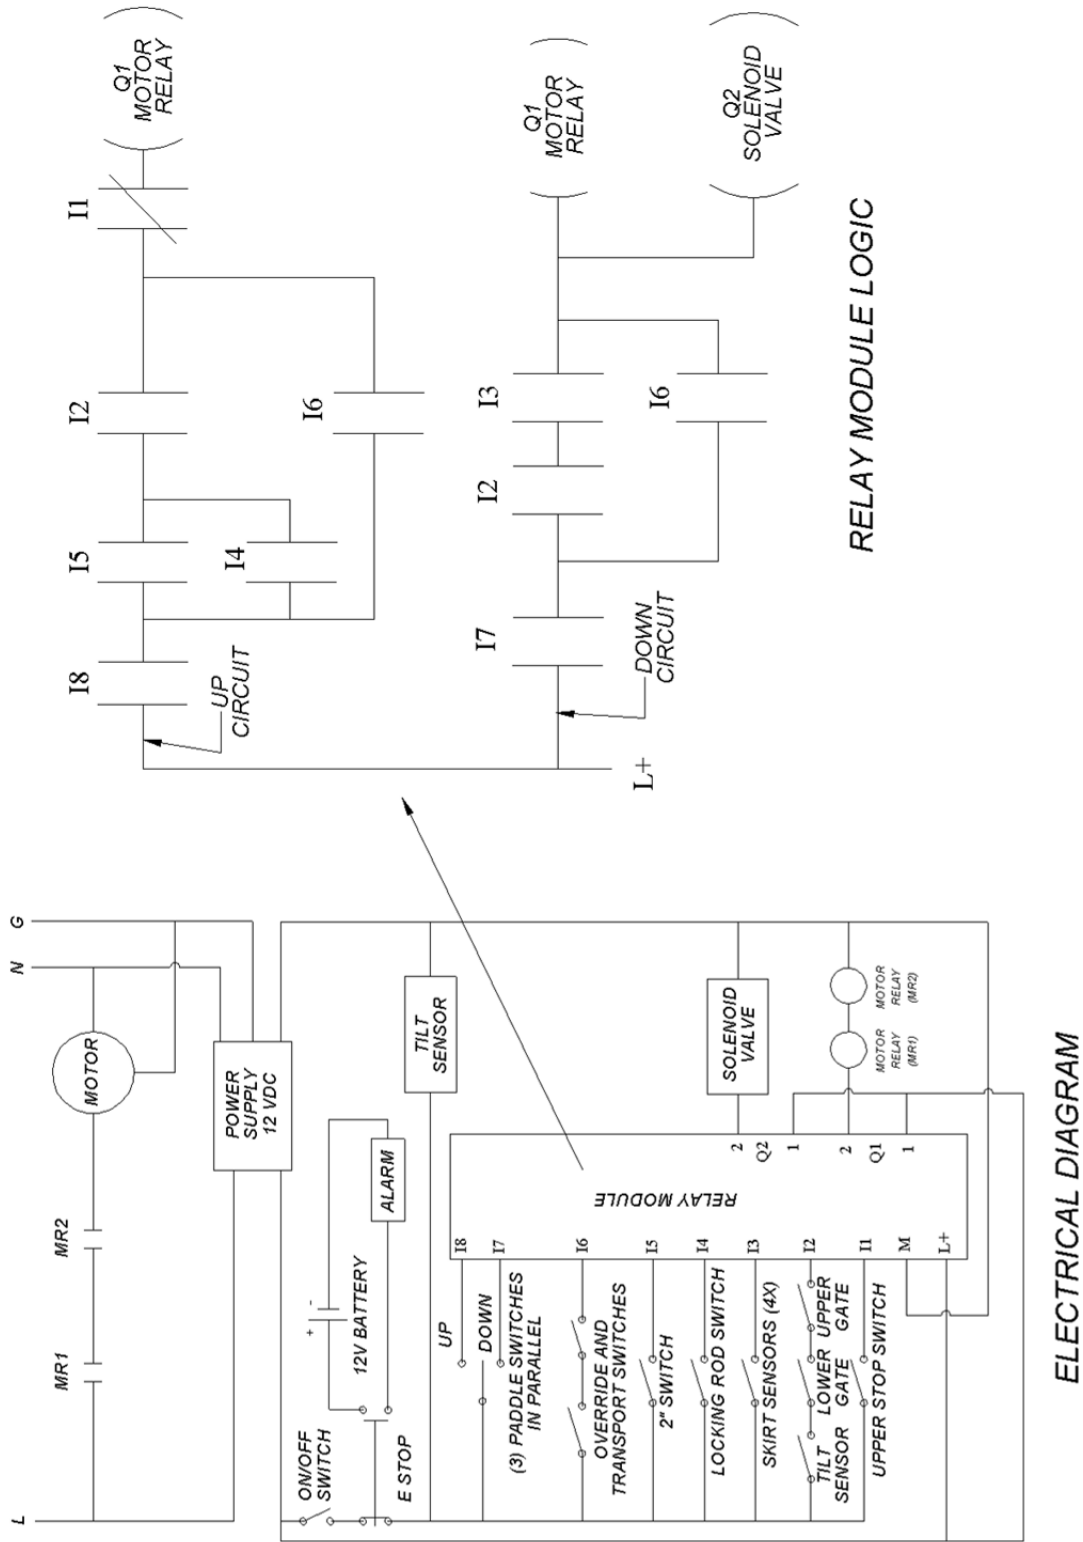 L
N
G
MR1
MR2
MOTOR
POWER
SUPPLY
12 VDC
ON/OFF
SWITCH
E STOP
+
-
12V BATTERY
ALARM
TILT
SENSOR
UP
DOWN
(3) PADDLE SWITCHES
IN PARALLEL
OVERRIDE AND
TRANSPORT SWITCHES
2" SWITCH
LOCKING ROD SWITCH
SKIRT SENSORS (4X)
TILT
SENSOR
LOWER
GATE
UPPER
GATE
UPPER STOP SWITCH
I8
I7
I6
I5
I4
I3
I2
I1
M
L+
RELAY MODULE
2
Q2
1
2
Q1
1
SOLENOID
VALVE
MOTOR
RELAY
(MR1)
MOTOR
RELAY
(MR2)
ELECTRICAL DIAGRAM
I8
I5
I2
I1
Q1
MOTOR
RELAY
I4
I6
UP
CIRCUIT
I7
I2
I3
Q1
MOTOR
RELAY
I6
Q2
SOLENOID
VALVE
DOWN
CIRCUIT
L+
RELAY MODULE LOGIC